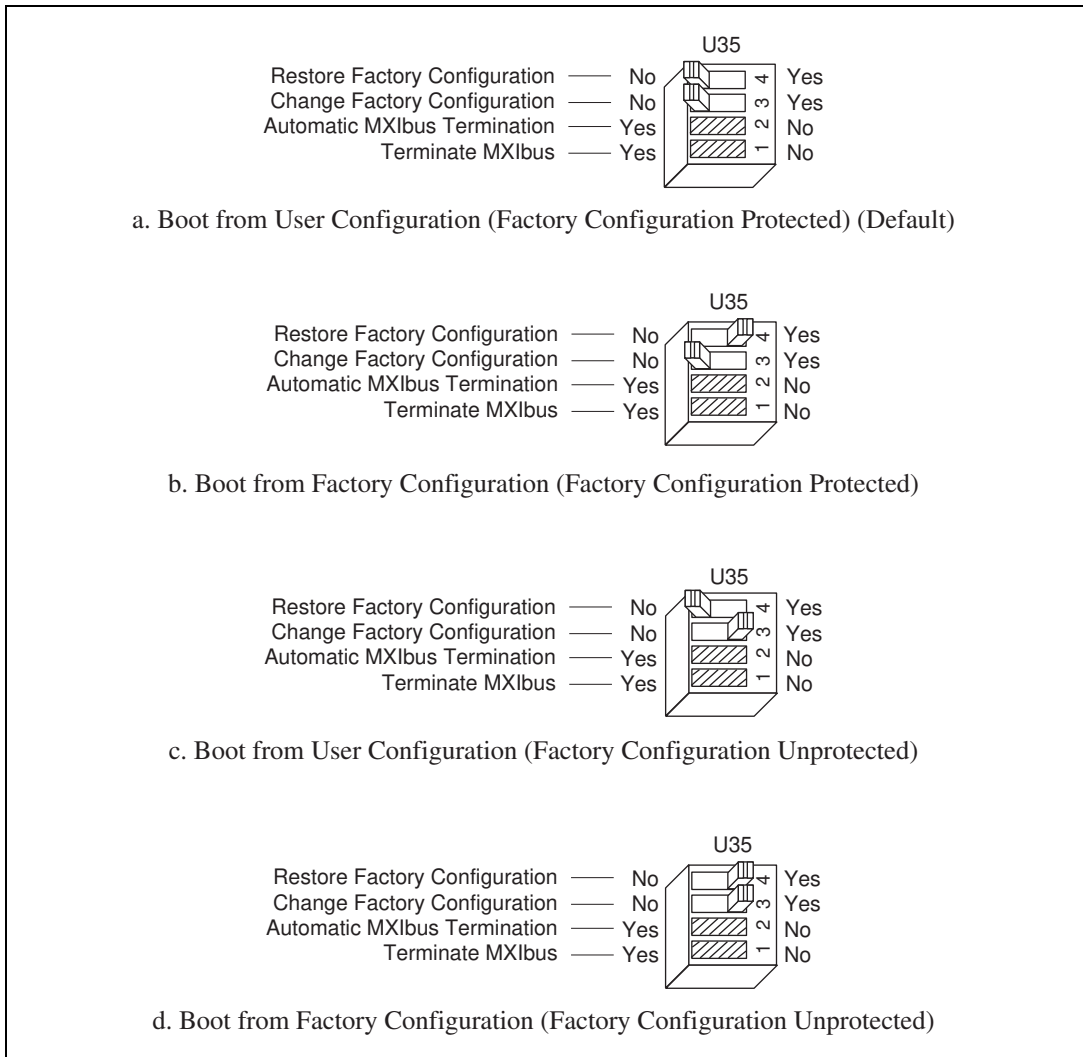 U35
Restore Factory Configuration No 4 Yes
Change Factory Configuration No 3 Yes
Automatic MXIbus Termination Yes 2 No
Terminate MXIbus Yes 1 No
a. Boot from User Configuration (Factory Configuration Protected) (Default)
U35
Restore Factory Configuration No 4 Yes
Change Factory Configuration No 3 Yes
Automatic MXIbus Termination Yes 2 No
Terminate MXIbus Yes 1 No
b. Boot from Factory Configuration (Factory Configuration Protected)
U35
Restore Factory Configuration No 4 Yes
Change Factory Configuration No 3 Yes
Automatic MXIbus Termination Yes 2 No
Terminate MXIbus Yes 1 No
c. Boot from User Configuration (Factory Configuration Unprotected)
U35
Restore Factory Configuration No 4 Yes
Change Factory Configuration No 3 Yes
Automatic MXIbus Termination Yes 2 No
Terminate MXIbus Yes 1 No
d. Boot from Factory Configuration (Factory Configuration Unprotected)